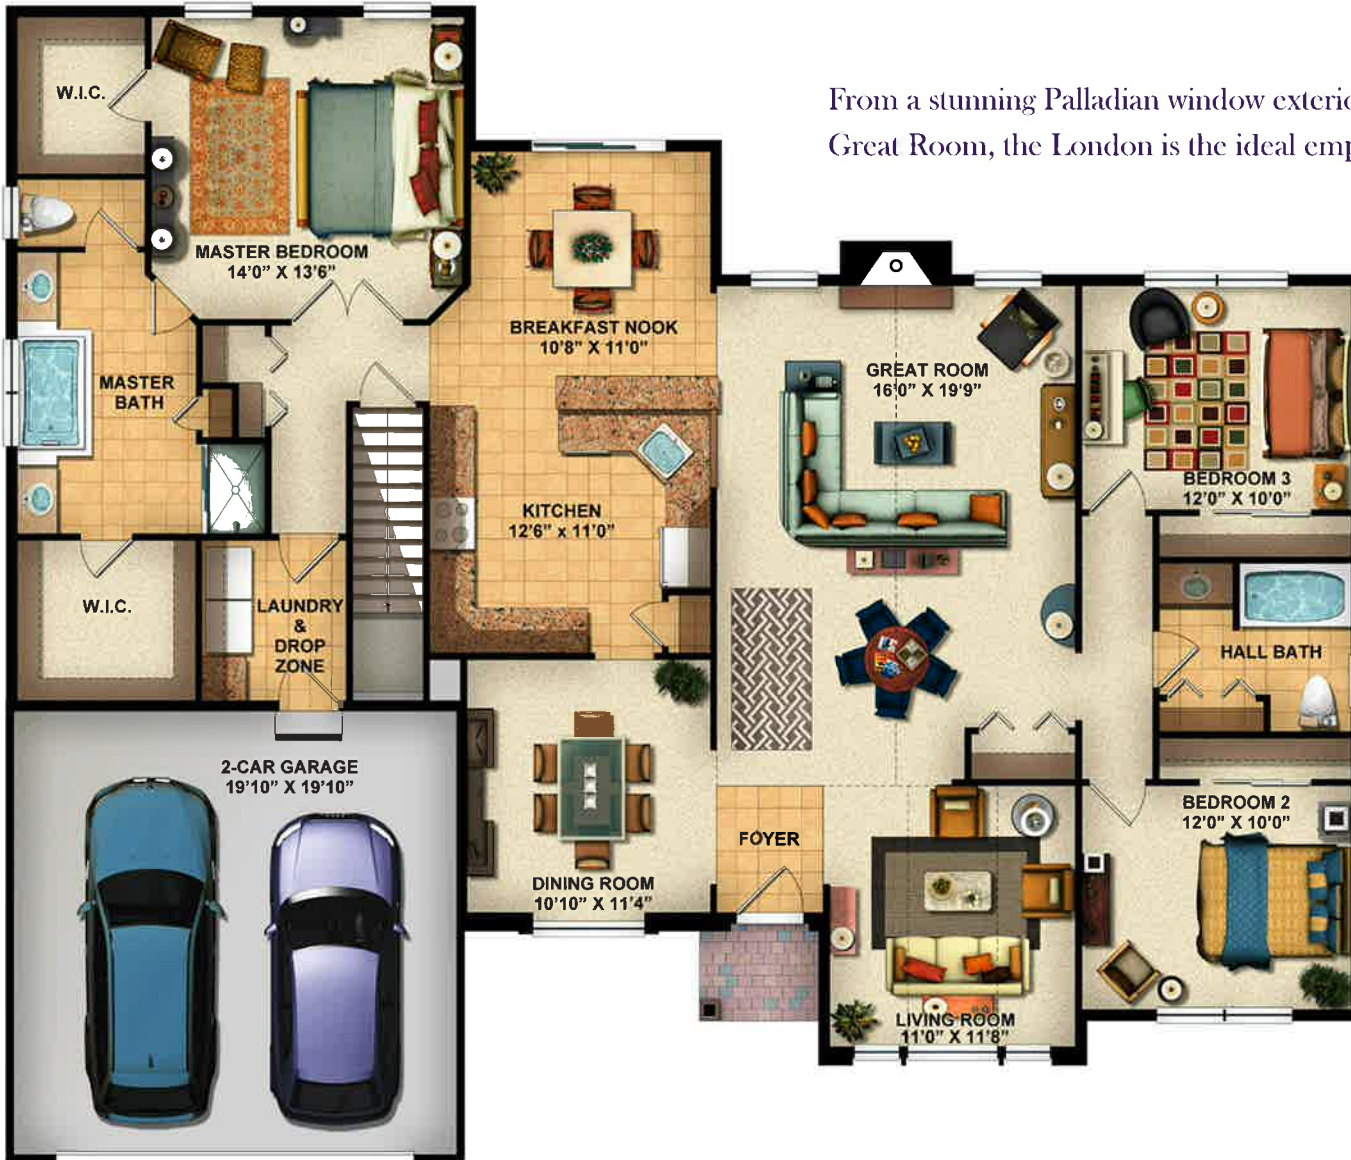 From a stunning Palladian window
Great Room, the London is the ideal
W.I.C.
MASTER BEDROOM
14'0" X 13'6"
BREAKFAST NOOK
10'8" X 11'0"
GREAT ROOM
16'0" X 19'9"
MASTER
BATH
BEDROOM 3
12'0" X 10'0"
KITCHEN
12'6" x 11'0"
W.I.C.
LAUNDRY
&
DROP
ZONE
HALL BATH
2-CAR GARAGE
19'10" X 19'10"
BEDROOM 2
12'0" X 10'0"
FOYER
DINING ROOM
10'10" X 11'4"
LIVING ROOM
11'0" X 11'8"